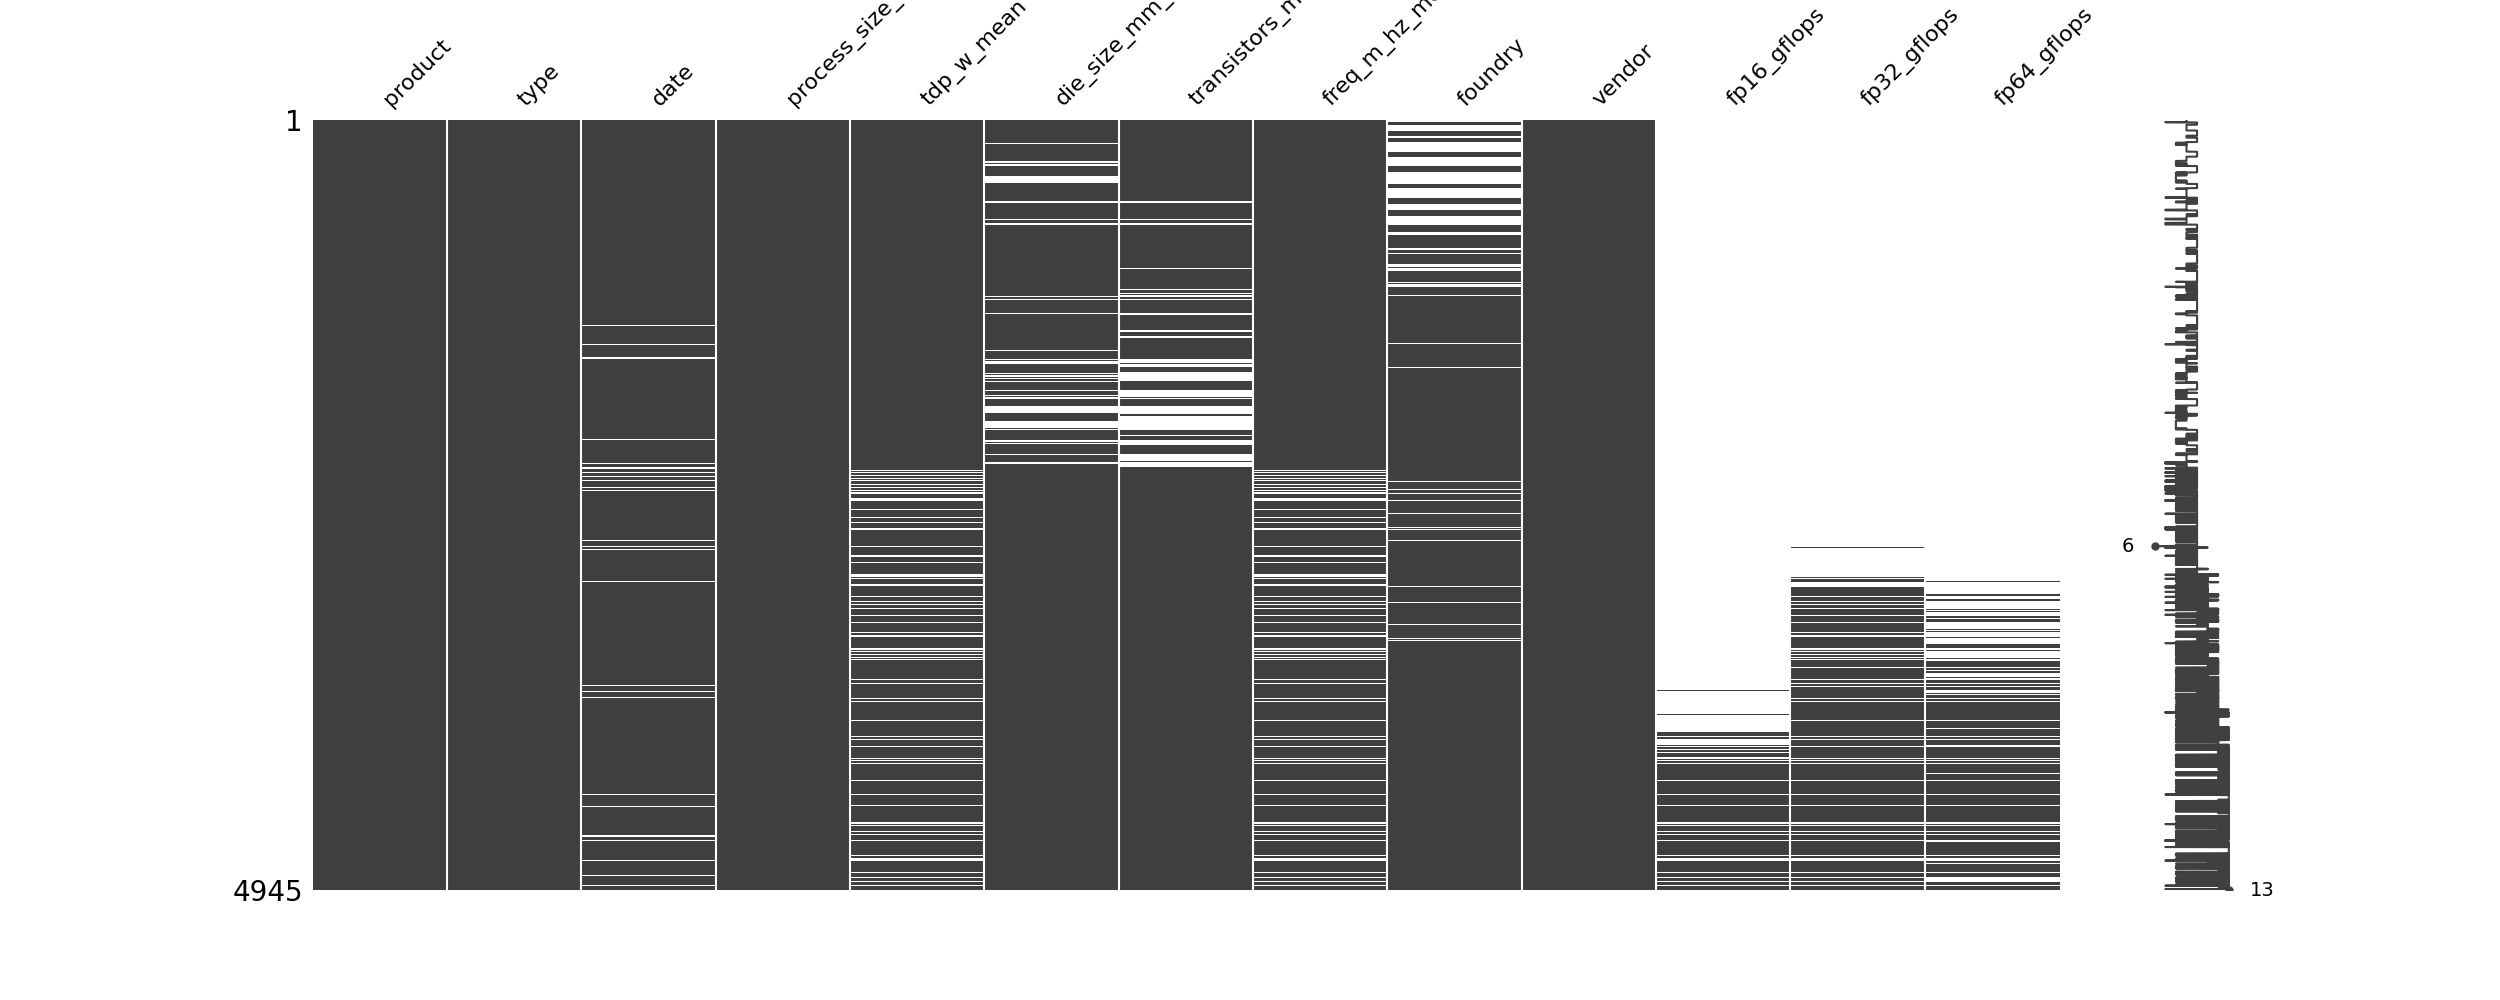 product
type
date
process_size_
tdp_w_mean
die_size_mm_
transistors_m
freq_m_hz_m
foundry
vendor
fp16_gflops
fp32_gflops
fp64_gflops
1
6
4945
13